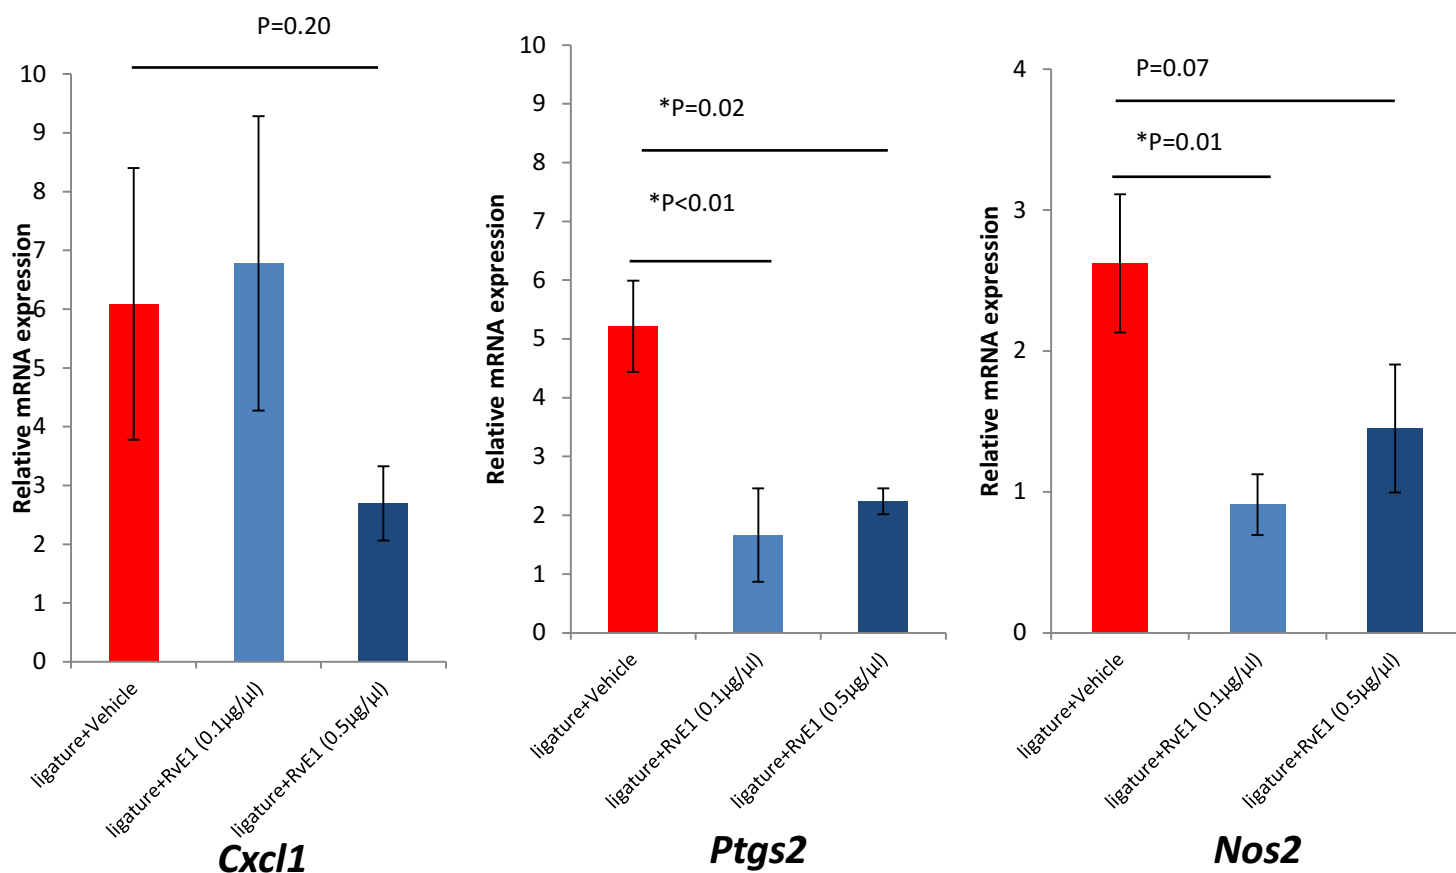 P=0.20
10
9
8
7
6
5
4
3
2
1
0
Relative mRNA expression
ligature+Vehicle
ligature+RvE1 (0.1µg/µl)
ligature+RvE1 (0.5µg/µl)
Cxcl1
10
9
8
7
6
5
4
3
2
1
0
Relative mRNA expression
*P=0.02
*P<0.01
ligature+Vehicle
ligature+RvE1 (0.1µg/µl)
ligature+RvE1 (0.5µg/µl)
Ptgs2
4
3
2
1
0
Relative mRNA expression
P=0.07
*P=0.01
ligature+Vehicle
ligature+RvE1 (0.1µg/µl)
ligature+RvE1 (0.5µg/µl)
Nos2